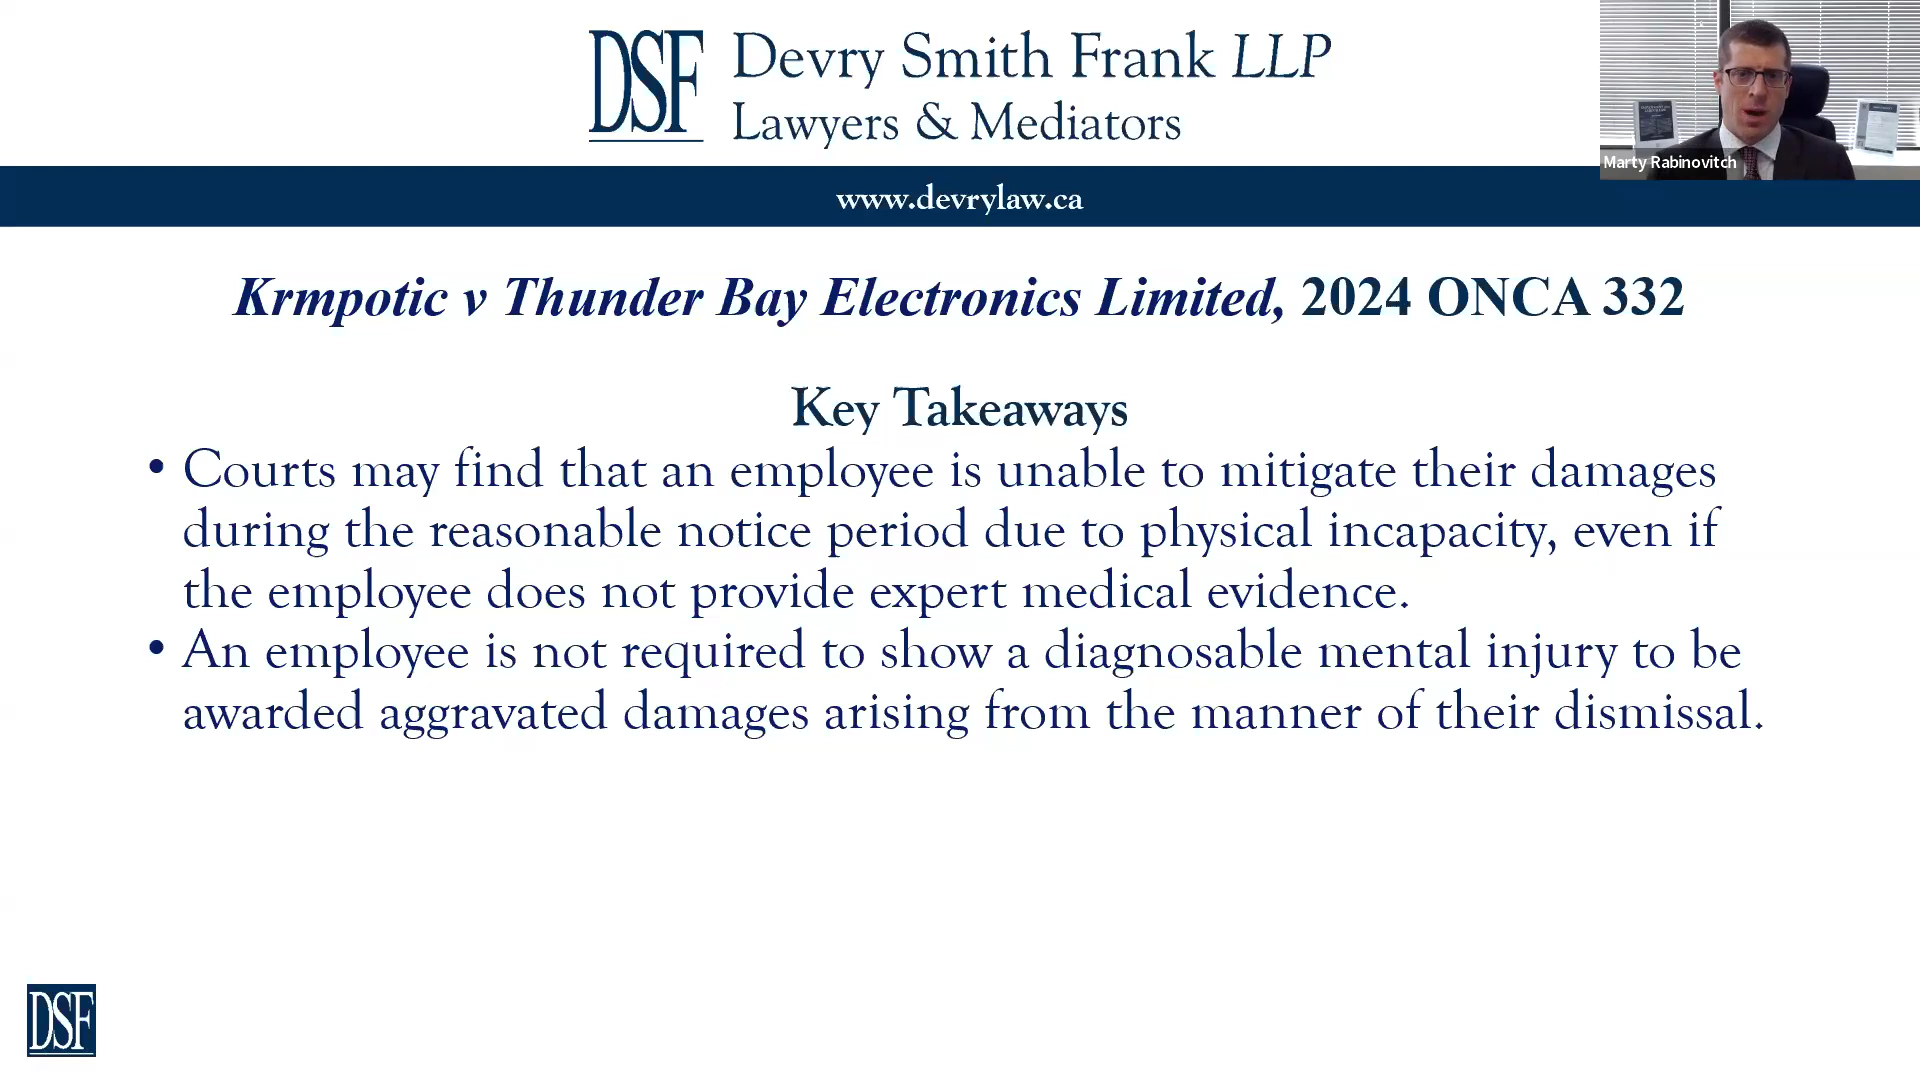 DSF
Devry Smith Frank LLP
Lawyers & Mediators
Marty Rabinovitch
www.devrylaw.ca
Krmpotic v Thunder Bay Electronics Limited, 2024 ONCA 332
Key Takeaways
• Courts may find that an employee is unable to mitigate their damages
during the reasonable notice period due to physical incapacity, even if
the employee does not provide expert medical evidence.
• An employee is not required to show a diagnosable mental injury to be
awarded aggravated damages arising from the manner of their dismissal.
DSF